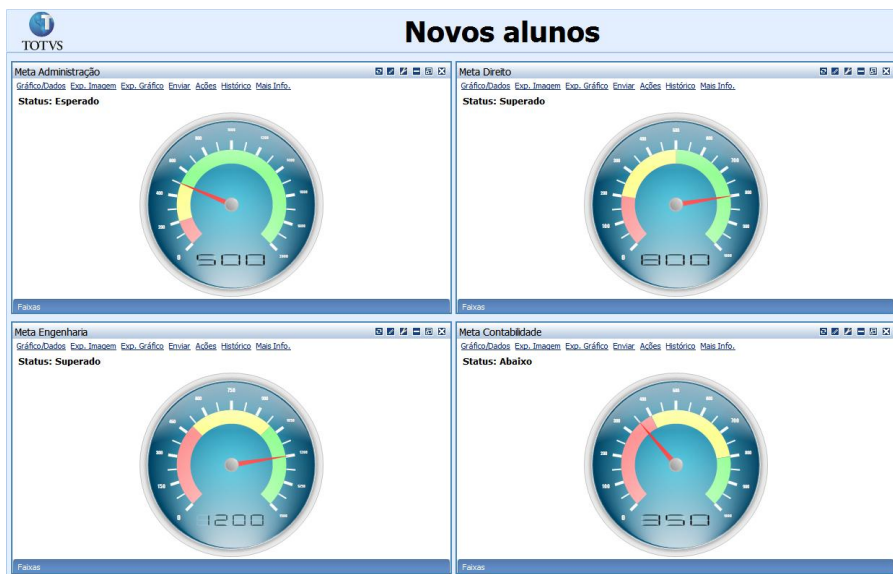 TOTVS
Novos alunos
Meta Administração
Gráfico/Dados Exp. Imagem Exp. Gráfico Enviar Ações Histórico Mais Info.
Status: Esperado
500
Faixas
Meta Direito
Gráfico/Dados Exp. Imagem Exp. Gráfico Enviar Ações Histórico Mais Info.
Status: Superado
800
Faixas
Meta Engenharia
Gráfico/Dados Exp. Imagem Exp. Gráfico Enviar Ações Histórico Mais Info.
Status: Superado
0
150
750
1200
Faixas
Meta Contabilidade
Gráfico/Dados Exp. Imagem Exp. Gráfico Enviar Ações Histórico Mais Info.
Status: Abaixo
350
Faixas